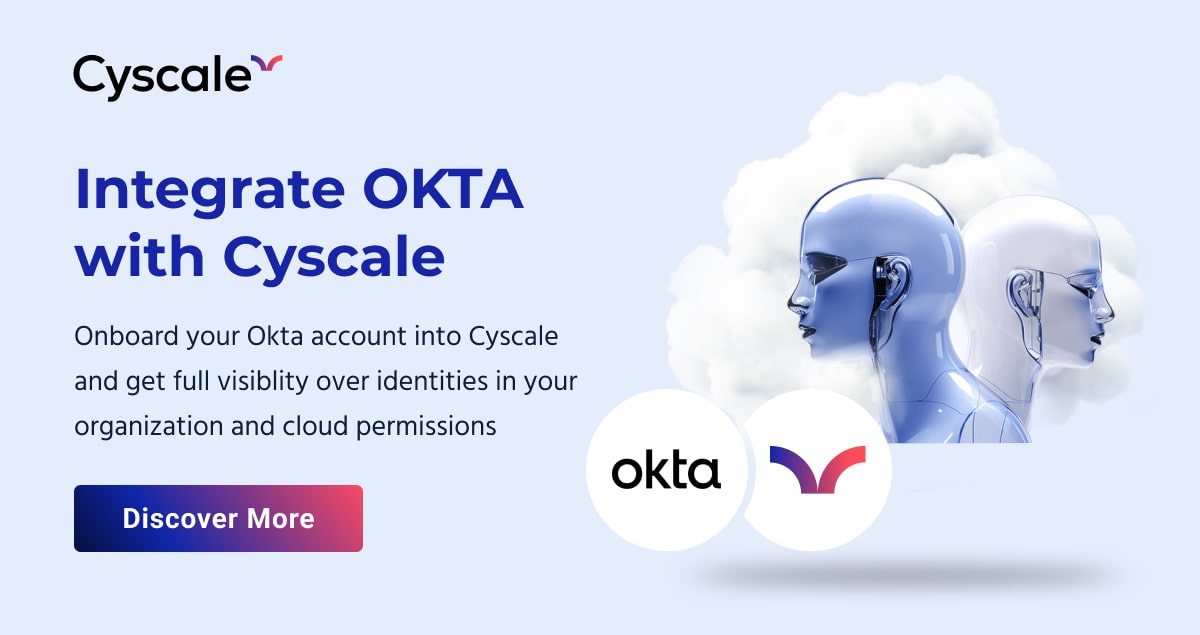 Cyscale
Integrate OKTA
with Cyscale
Onboard your Okta account into Cyscale
and get full visiblity over identities in your
organization and cloud permissions
okta
Discover More